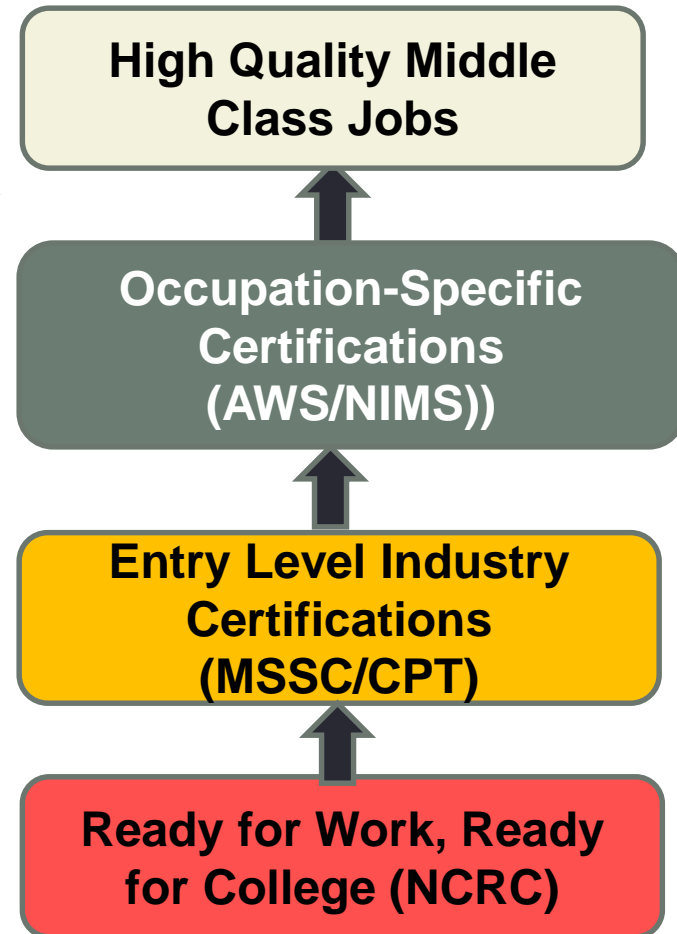 High Quality Middle
Class Jobs
Occupation-Specific
Certifications
(AWS/NIMS))
Entry Level Industry
Certifications
(MSSC/CPT)
Ready for Work, Ready
for College (NCRC)